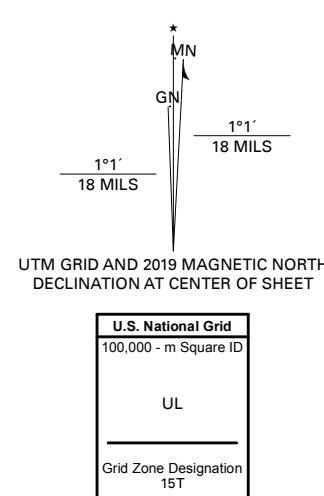 ★
MN
GN
1°1´
18 MILS
1°1´
18 MILS
UTM GRID AND 2019 MAGNETIC NORTH
DECLINATION AT CENTER OF SHEET
U.S. National Grid
100,000 - m Square ID
UL
Grid Zone Designation
15T